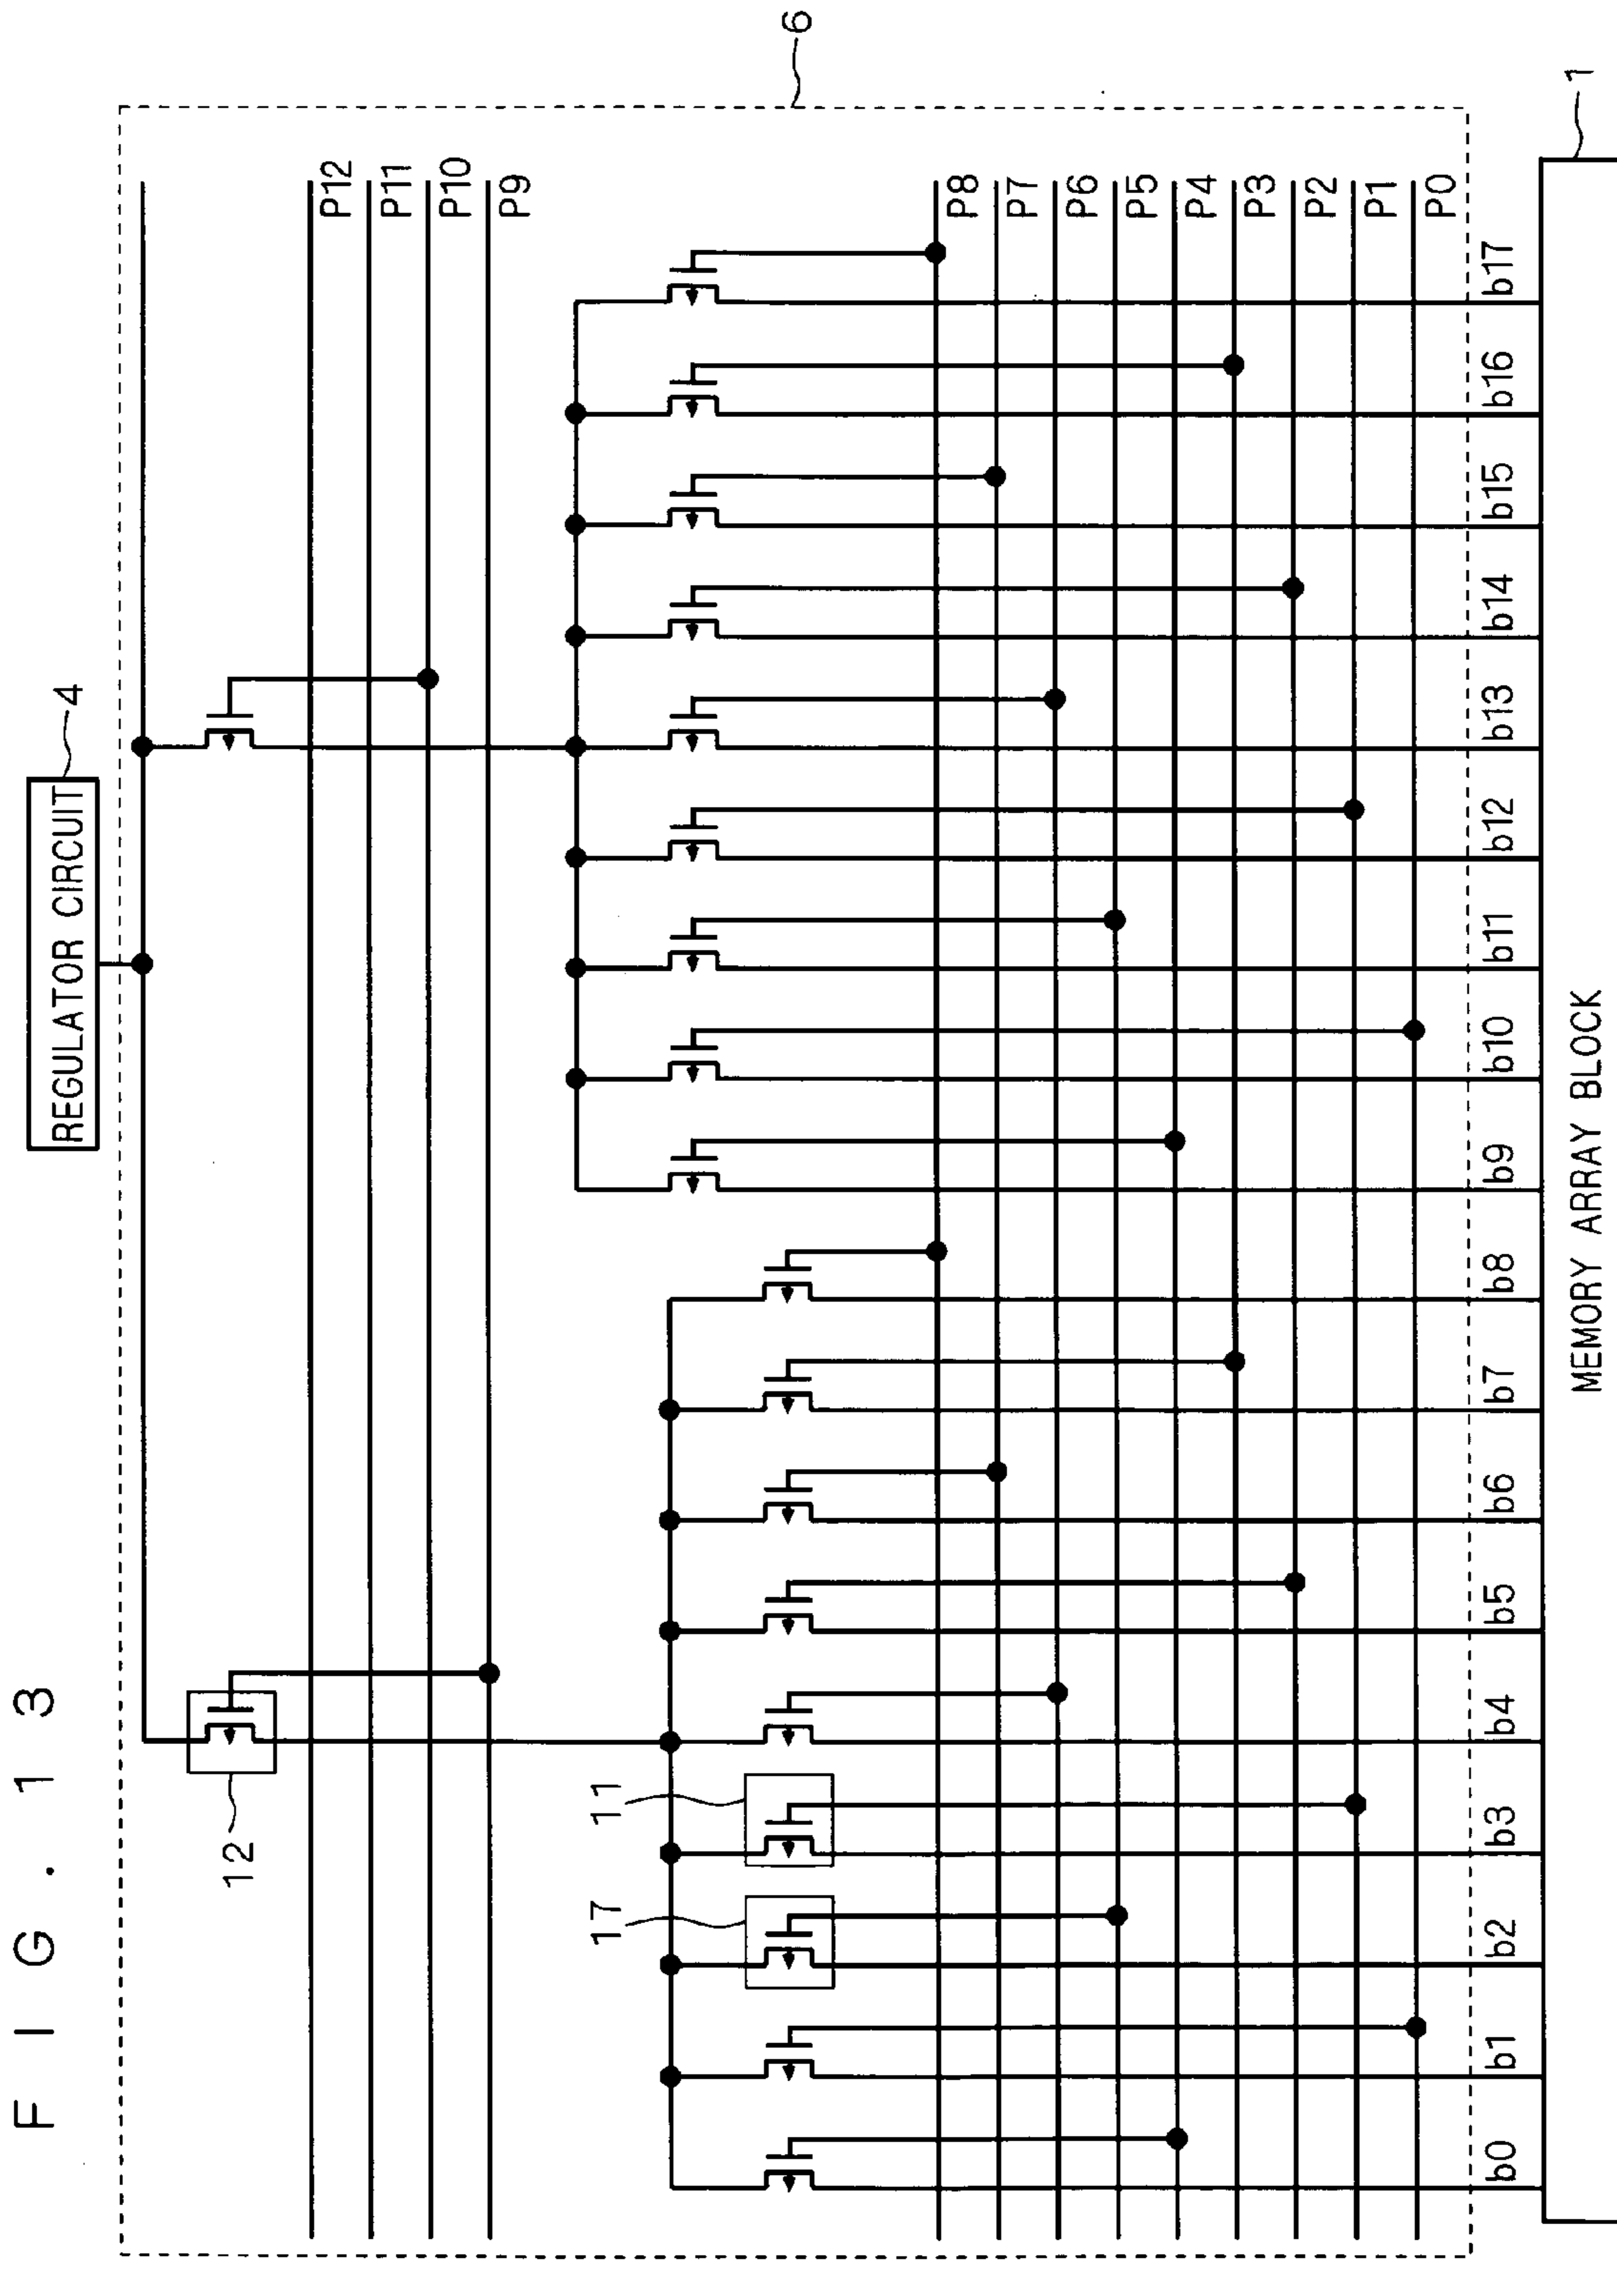 F I G . 1 3
REGULATOR CIRCUIT
4
6
12
P12
P11
P10
P9
17
11
P8
P7
P6
P5
P4
P3
P2
P1
P0
b0 b1 b2 b3 b4 b5 b6 b7 b8 b9 b10 b11 b12 b13 b14 b15 b16 b17
1
MEMORY ARRAY BLOCK